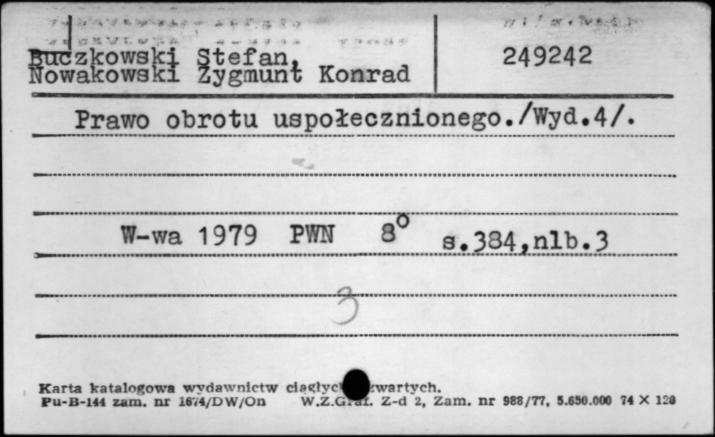 Buczkowski Stefan, 249242
Nowakowski Zygmunt Konrad
Prawo obrotu uspołecznionego./Wyd.4/.
W-wa 1979 PWN 8° s.384,nlb.3
3
Karta katalogowa wydawnictw
Pu-B-144 zam. nr 1674/DW/On W.Z.Graf. Z-d 2, Zam. nr 988/77, 5.650.000 74 X 120